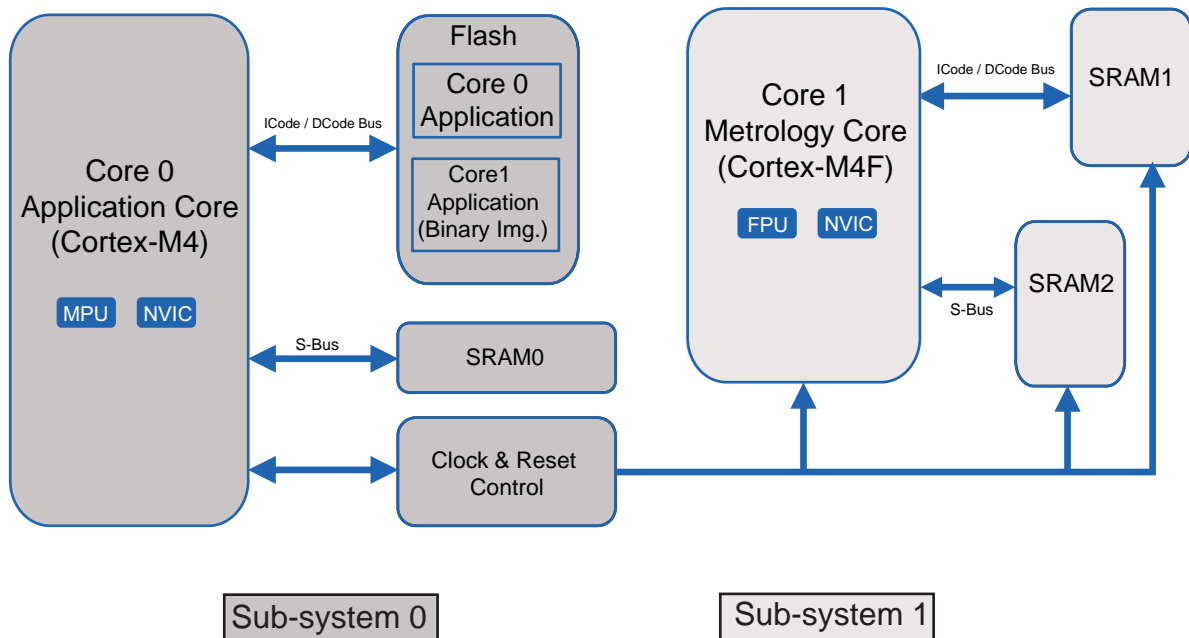 Core 0
Application Core
(Cortex-M4)
MPU
NVIC
ICode / DCode Bus
Flash
Core 0
Application
Core1
Application
(Binary Img.)
S-Bus
SRAM0
Clock & Reset
Control
Core 1
Metrology Core
(Cortex-M4F)
FPU
NVIC
ICode / DCode Bus
SRAM1
S-Bus
SRAM2
Sub-system 0
Sub-system 1